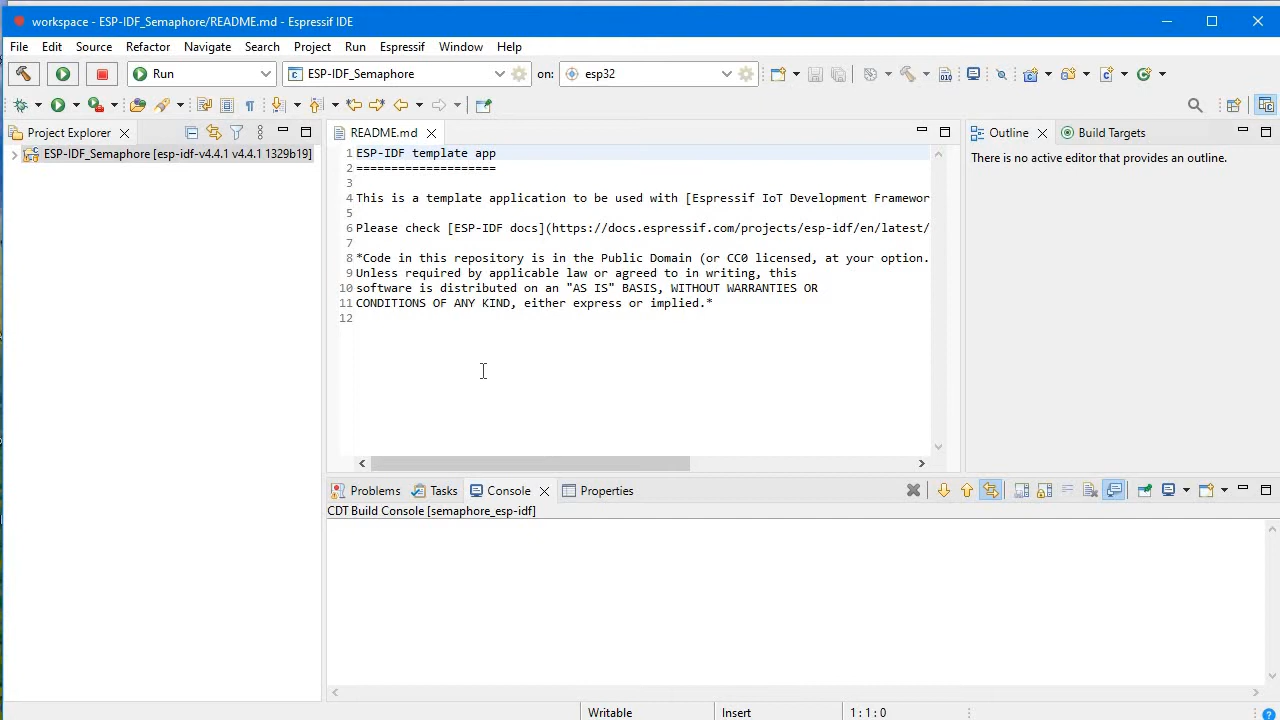 workspace - ESP-IDF_Semaphore/README.md - Espressif IDE
File Edit Source Refactor Navigate Search Project Run Espressif Window Help
Run ESP-IDF_Semaphore on: esp32
Project Explorer
ESP-IDF_Semaphore [esp-idf-v4.4.1 v4.4.1 1329b19]
README.md
1 ESP-IDF template app
2 ====================
3
4 This is a template application to be used with [Espressif IoT Development Framewor
5
6 Please check [ESP-IDF docs](https://docs.espressif.com/projects/esp-idf/en/latest/
7
8 *Code in this repository is in the Public Domain (or CC0 licensed, at your option.
9 Unless required by applicable law or agreed to in writing, this
10 software is distributed on an "AS IS" BASIS, WITHOUT WARRANTIES OR
11 CONDITIONS OF ANY KIND, either express or implied.*
12
Outline Build Targets
There is no active editor that provides an outline.
Problems Tasks Console Properties
CDT Build Console [semaphore_esp-idf]
Writable Insert 1:1:0